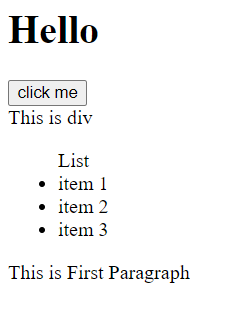 Hello
click me
This is div
List
item 1
item 2
item 3
This is First Paragraph